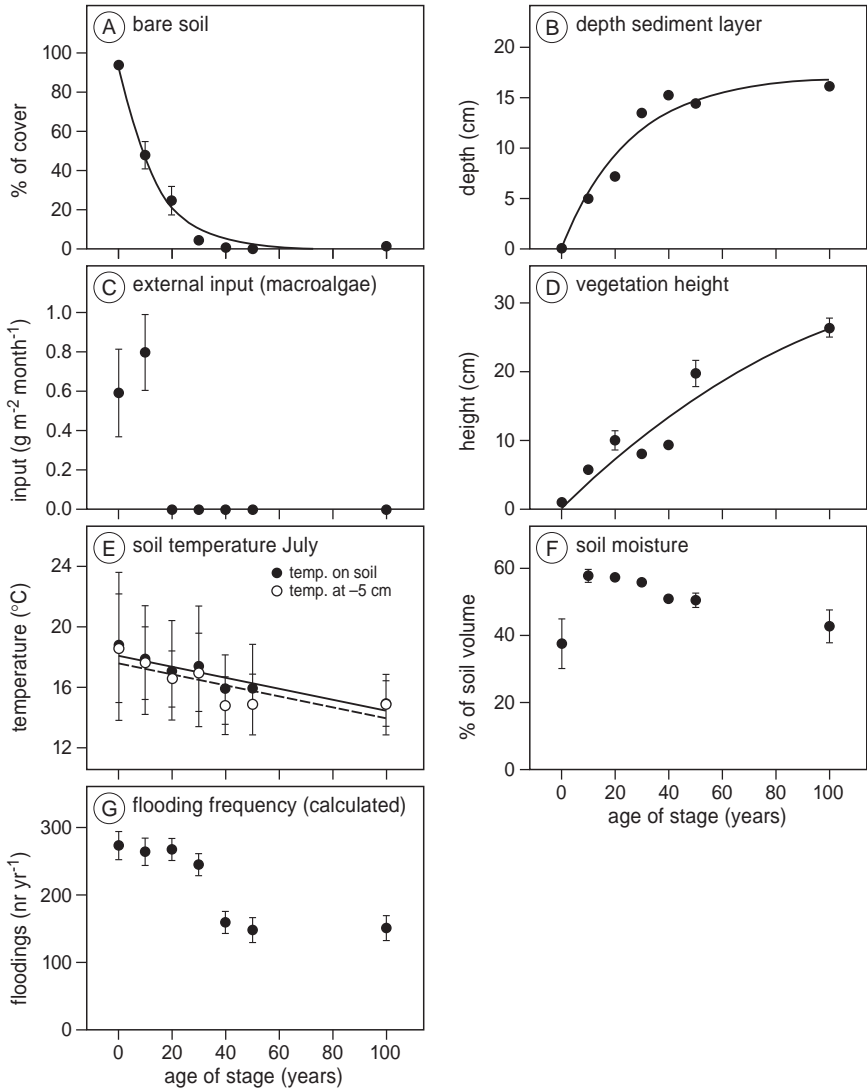 A bare soil
100
80
60
40
20
0
% of cover
B depth sediment layer
20
15
10
5
0
depth (cm)
C external input (macroalgae)
1.0
0.8
0.6
0.4
0.2
0.0
input (g m-2 month-1)
D vegetation height
30
20
10
0
height (cm)
E soil temperature July
temp. on soil
temp. at –5 cm
24
20
16
12
temperature (°C)
F soil moisture
60
40
20
0
% of soil volume
0 20 40 60 80 100
age of stage (years)
G flooding frequency (calculated)
300
200
100
0
floodings (nr yr-1)
0 20 40 60 80 100
age of stage (years)